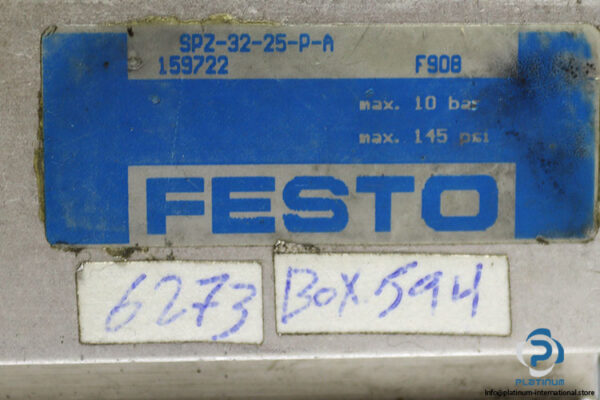 SPZ-32-25-P-A
159722 F908
max. 10 bar
max. 145 psi
FESTO
6273 Box 594
PLATINUM
info@platinum-international.store